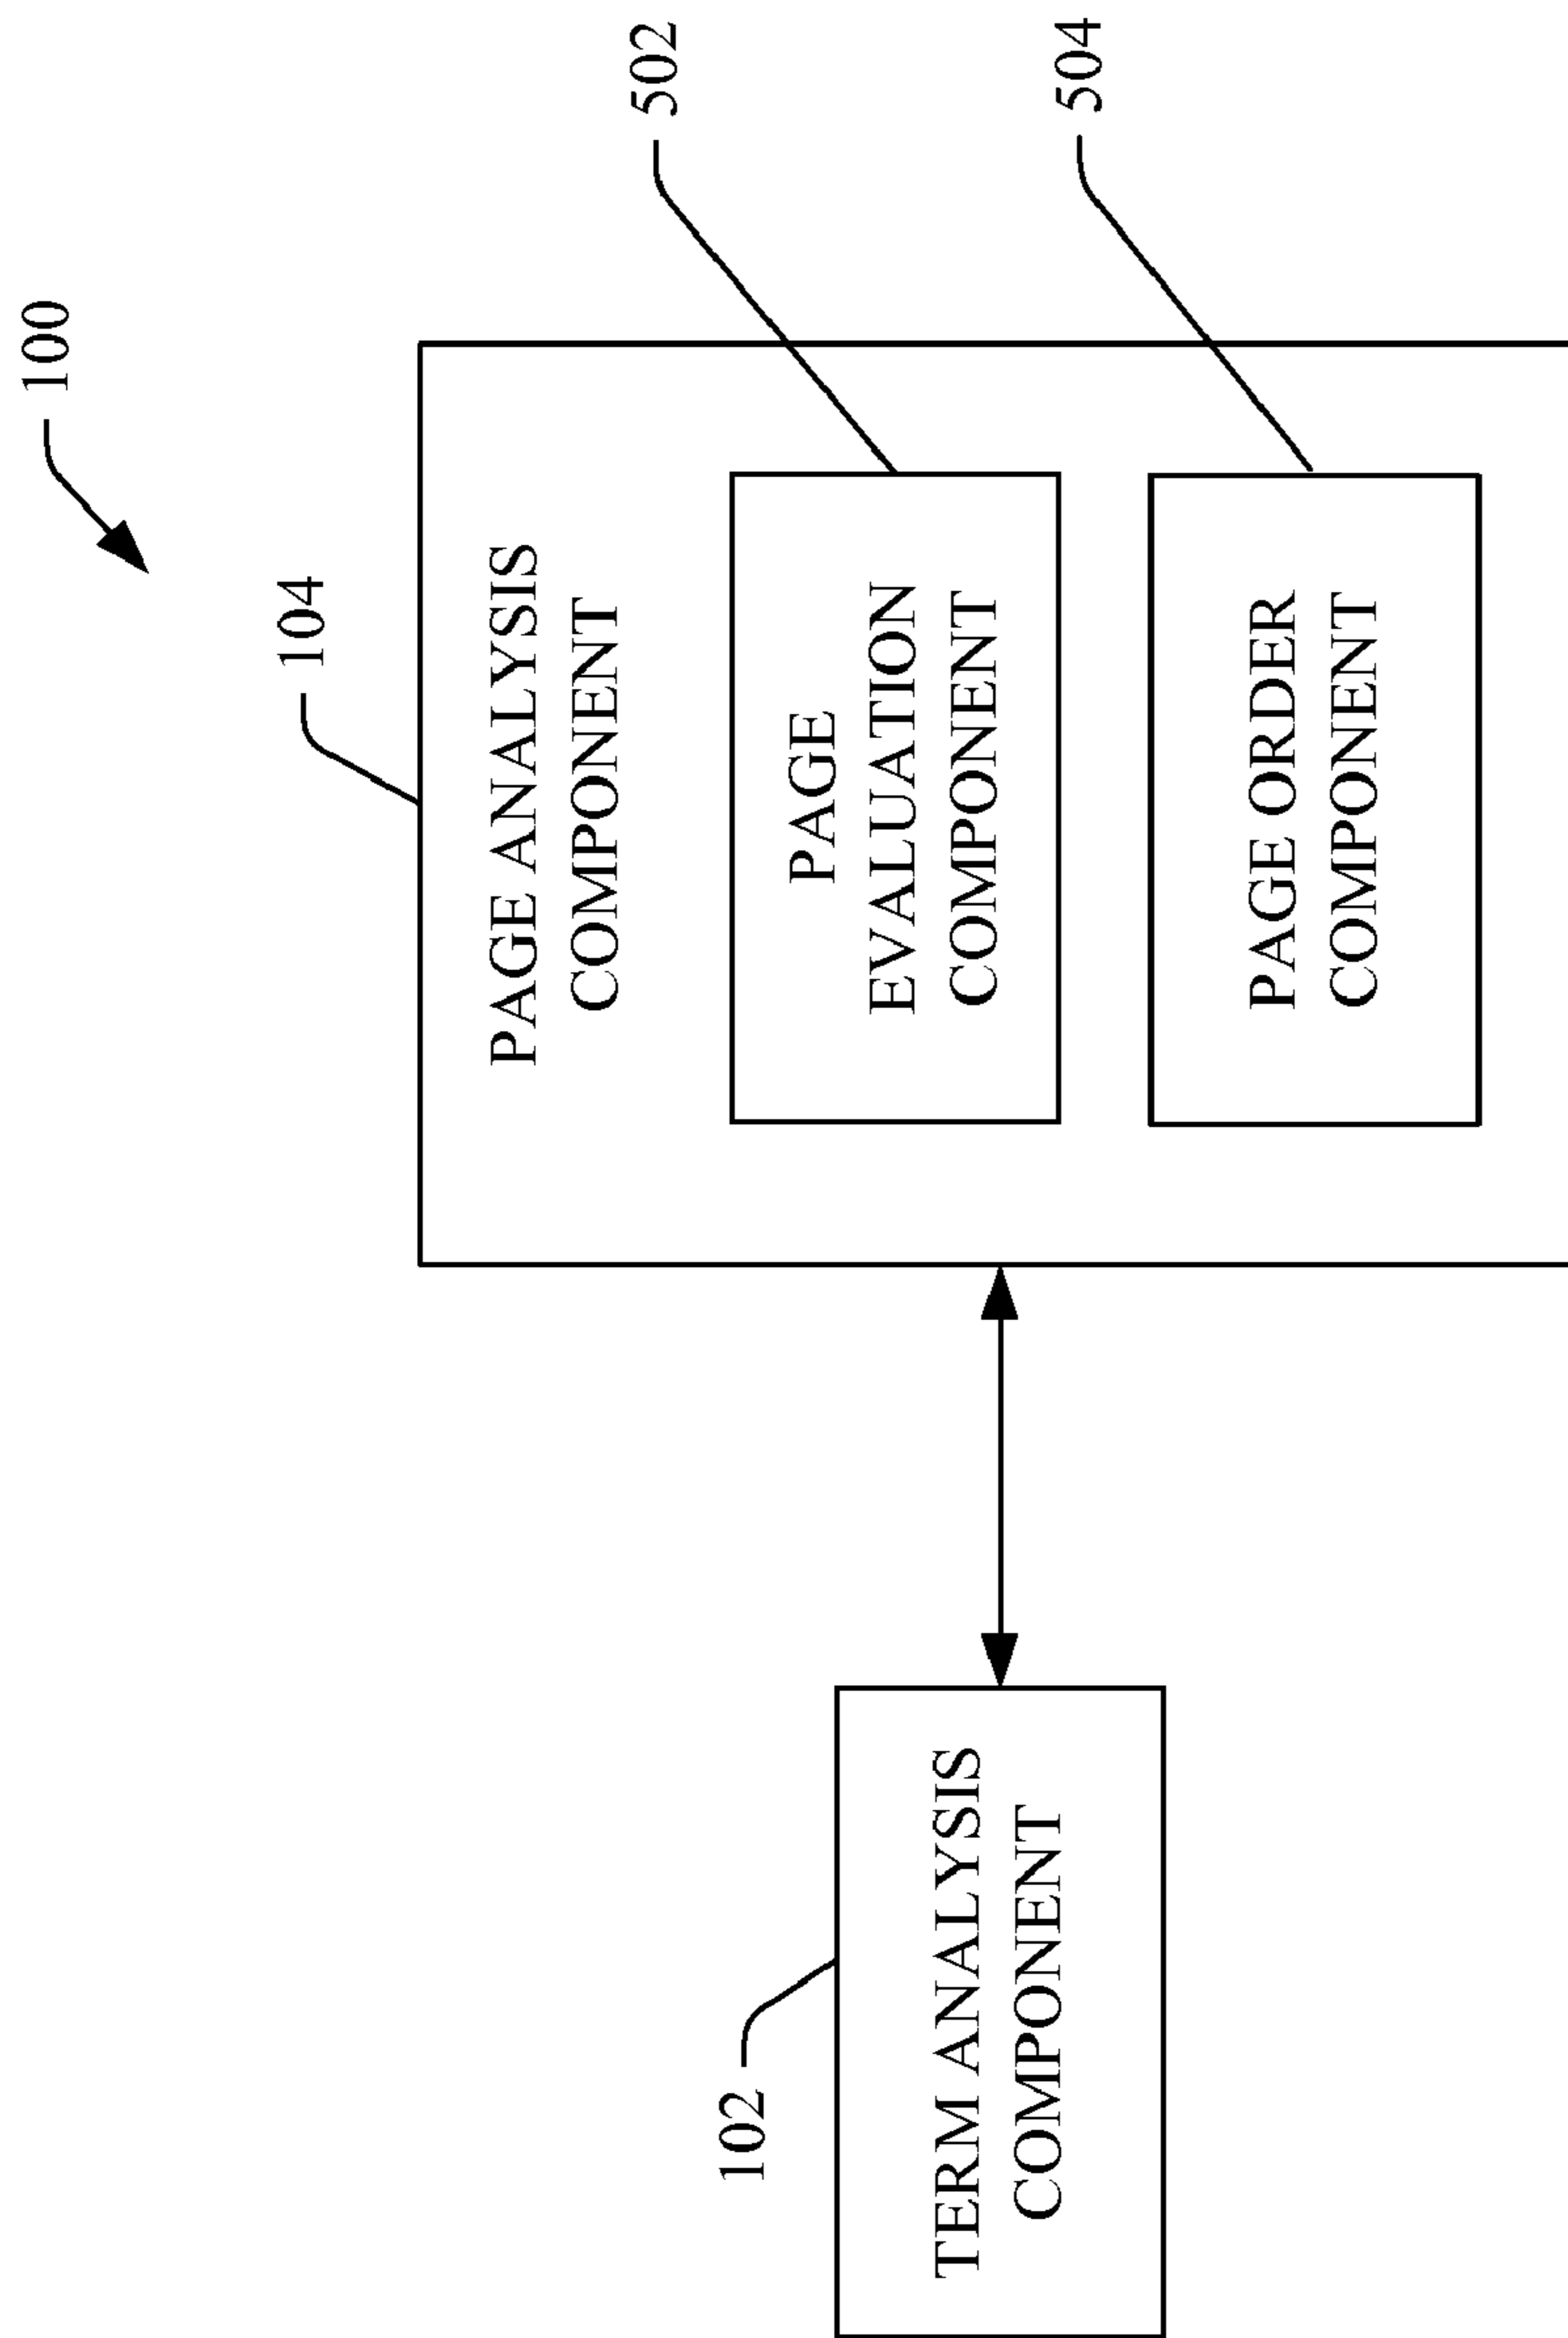 100
104
PAGE ANALYSIS
COMPONENT
102
TERM ANALYSIS
COMPONENT
PAGE
EVALUATION
COMPONENT
502
PAGE ORDER
COMPONENT
504